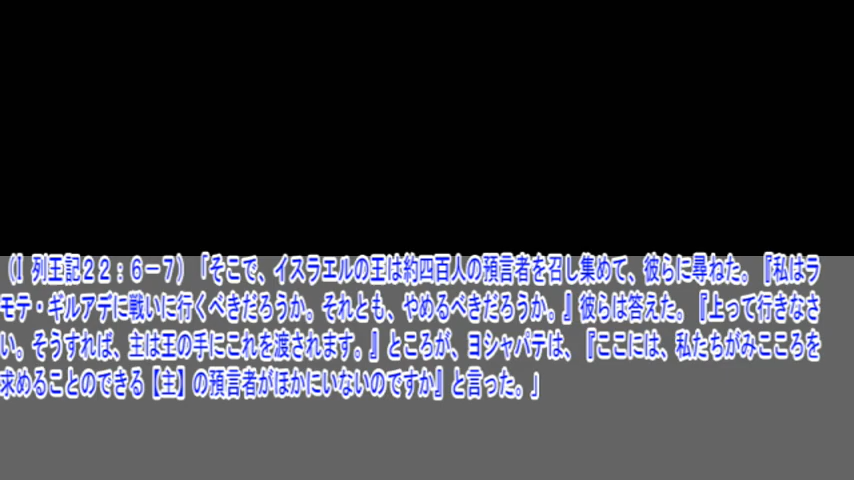 （Ⅰ 列王記２２：６－７）「そこで、イスラエルの王は約四百人の預言者を召し集めて、彼らに尋ねた。『私はラ
モテ・ギルアデに戦いに行くべきだろうか。それとも、やめるべきだろうか。』彼らは答えた。『上って行きなさ
い。そうすれば、主は王の手にこれを渡されます。』ところが、ヨシャパテは、『ここには、私たちがみこころを
求めることのできる【主】の預言者がほかにいないのですか』と言った。」